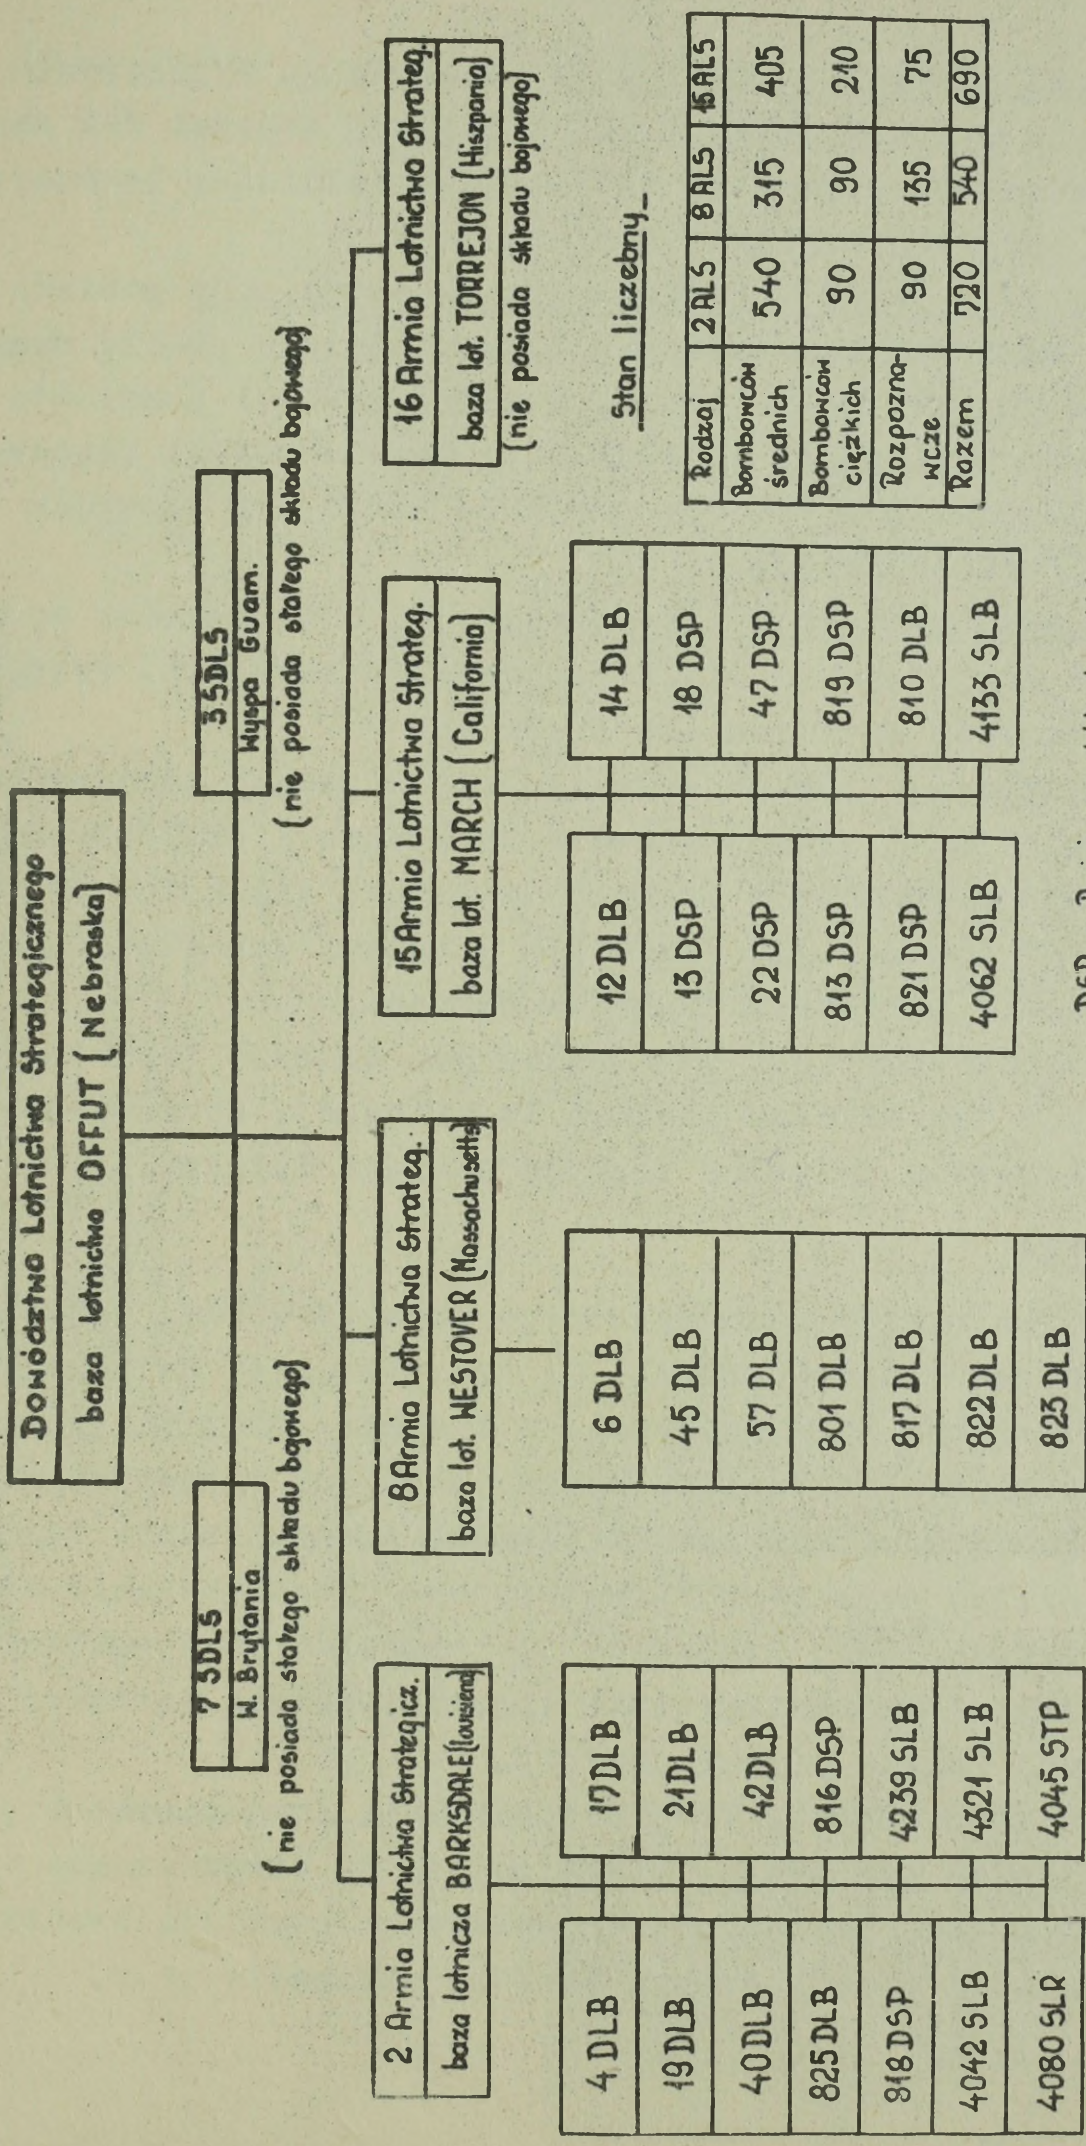 Dowództwo Lotnictwa Strategicznego
baza lotnictwa OFFUT (Nebraska)
7 3DLS
W. Brytania
(nie posiada stałego składu bojowego)
3 5DLS
Wyspa Guam.
(nie posiada stałego składu bojowego)
2 Armia Lotnictwa Strategicz.
baza lotnicza BARKSDALE (louisiena)
8 Armia Lotnictwa Strateg.
baza lot. WESTOVER (Massachusetts)
15 Armia Lotnictwa Strateg.
baza lot. MARCH (California)
16 Armia Lotnictwa Strateg.
baza lot. TORREJON (Hiszpania)
(nie posiada składu bojowego)
4 DLB 17 DLB
19 DLB 21 DLB
40 DLB 42 DLB
825 DLB 816 DSP
818 DSP 4239 SLB
4042 SLB 4321 SLB
4080 SLR 4045 STP
6 DLB
45 DLB
57 DLB
801 DLB
817 DLB
822 DLB
823 DLB
12 DLB 14 DLB
13 DSP 18 DSP
22 DSP 47 DSP
813 DSP 819 DSP
821 DSP 810 DLB
4062 SLB 4133 SLB
Stan liczebny
Rodzaj 2 ALS 8 ALS 15 ALS
Bombowców średnich 540 315 405
Bombowców ciężkich 90 90 210
Rozpoznawcze 90 135 75
Razem 720 540 690
DSP